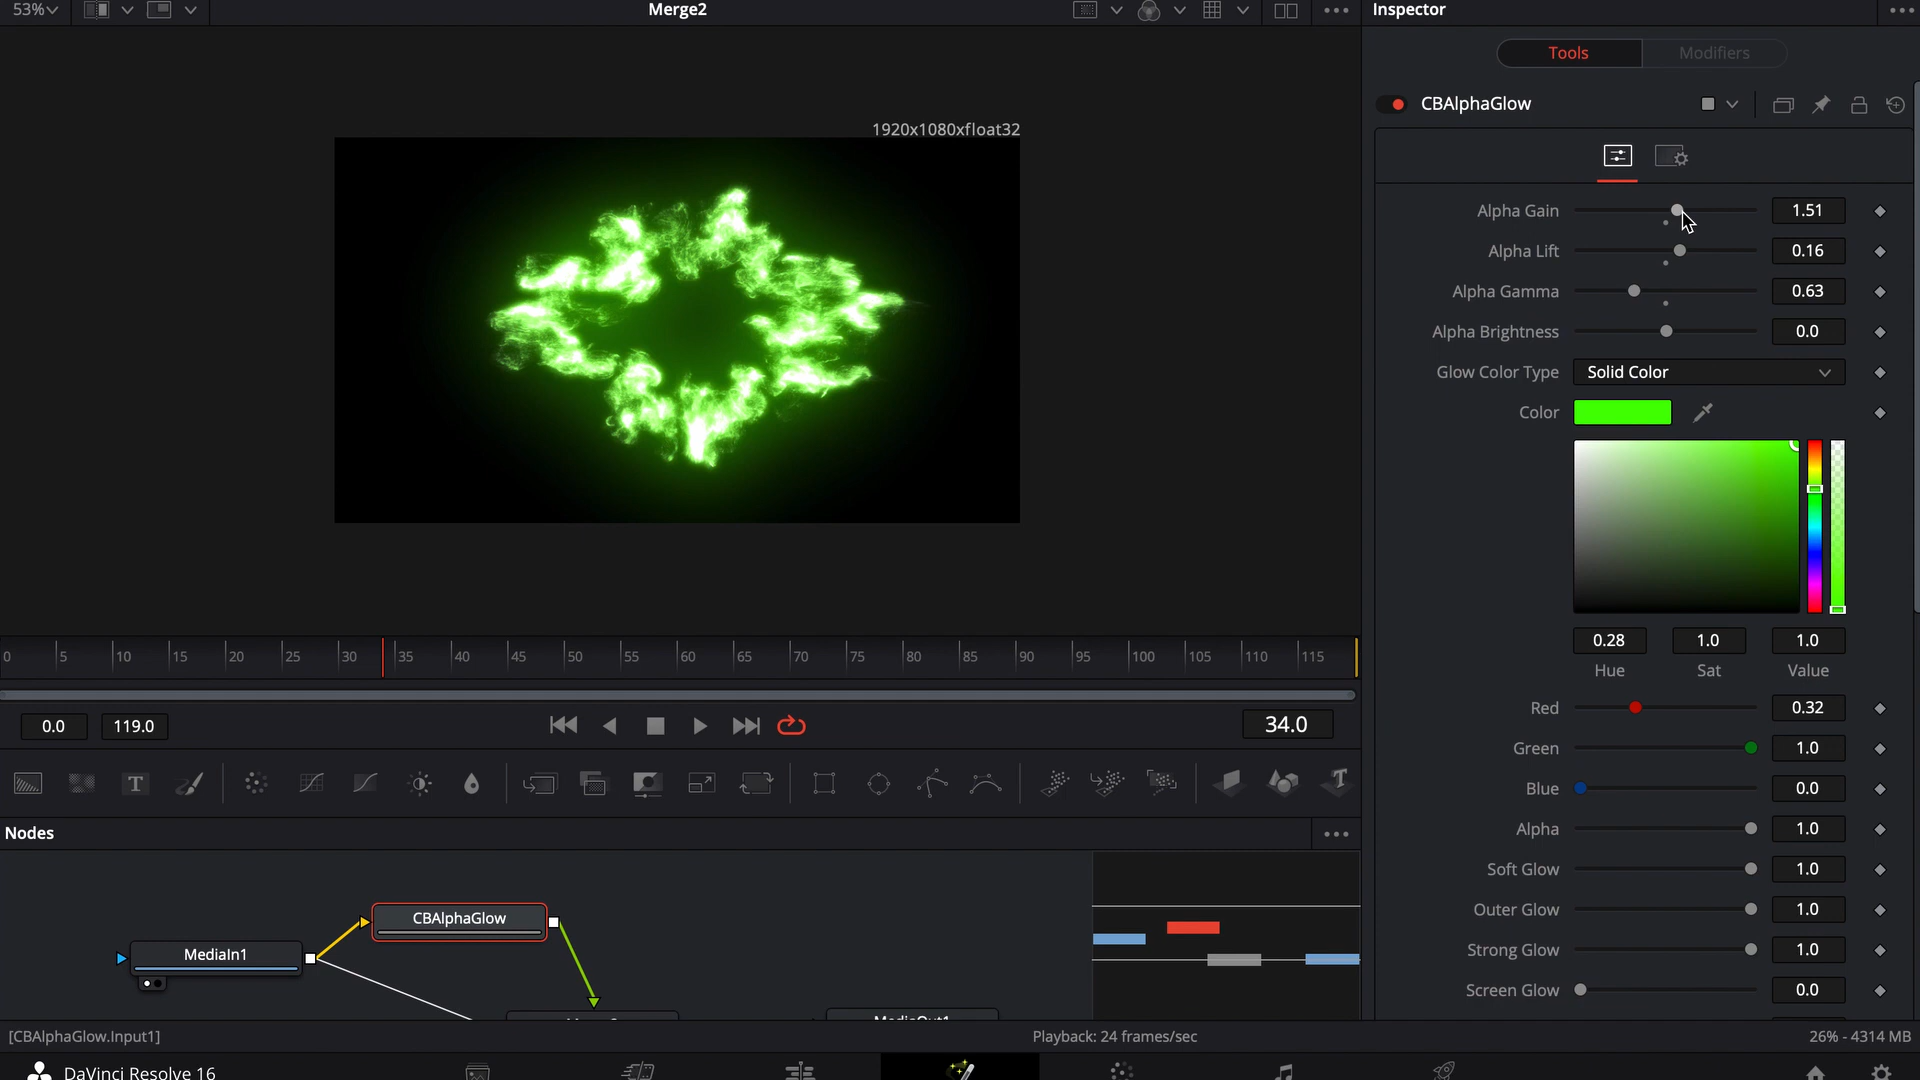 53%
Merge2
Inspector
Tools
Modifiers
CBAlphaGlow
1920x1080xfloat32
Alpha Gain 1.51
Alpha Lift 0.16
Alpha Gamma 0.63
Alpha Brightness 0.0
Glow Color Type Solid Color
Color
0.28 1.0 1.0
Hue Sat Value
0 5 10 15 20 25 30 35 40 45 50 55 60 65 70 75 80 85 90 95 100 105 110 115
Red 0.32
0.0 119.0 34.0
Green 1.0
Blue 0.0
Nodes
Alpha 1.0
Soft Glow 1.0
Outer Glow 1.0
CBAlphaGlow
Strong Glow 1.0
MediaIn1
Screen Glow 0.0
MediaOut1
[CBAlphaGlow.Input1]
Playback: 24 frames/sec
26% - 4314 MB
DaVinci Resolve 16